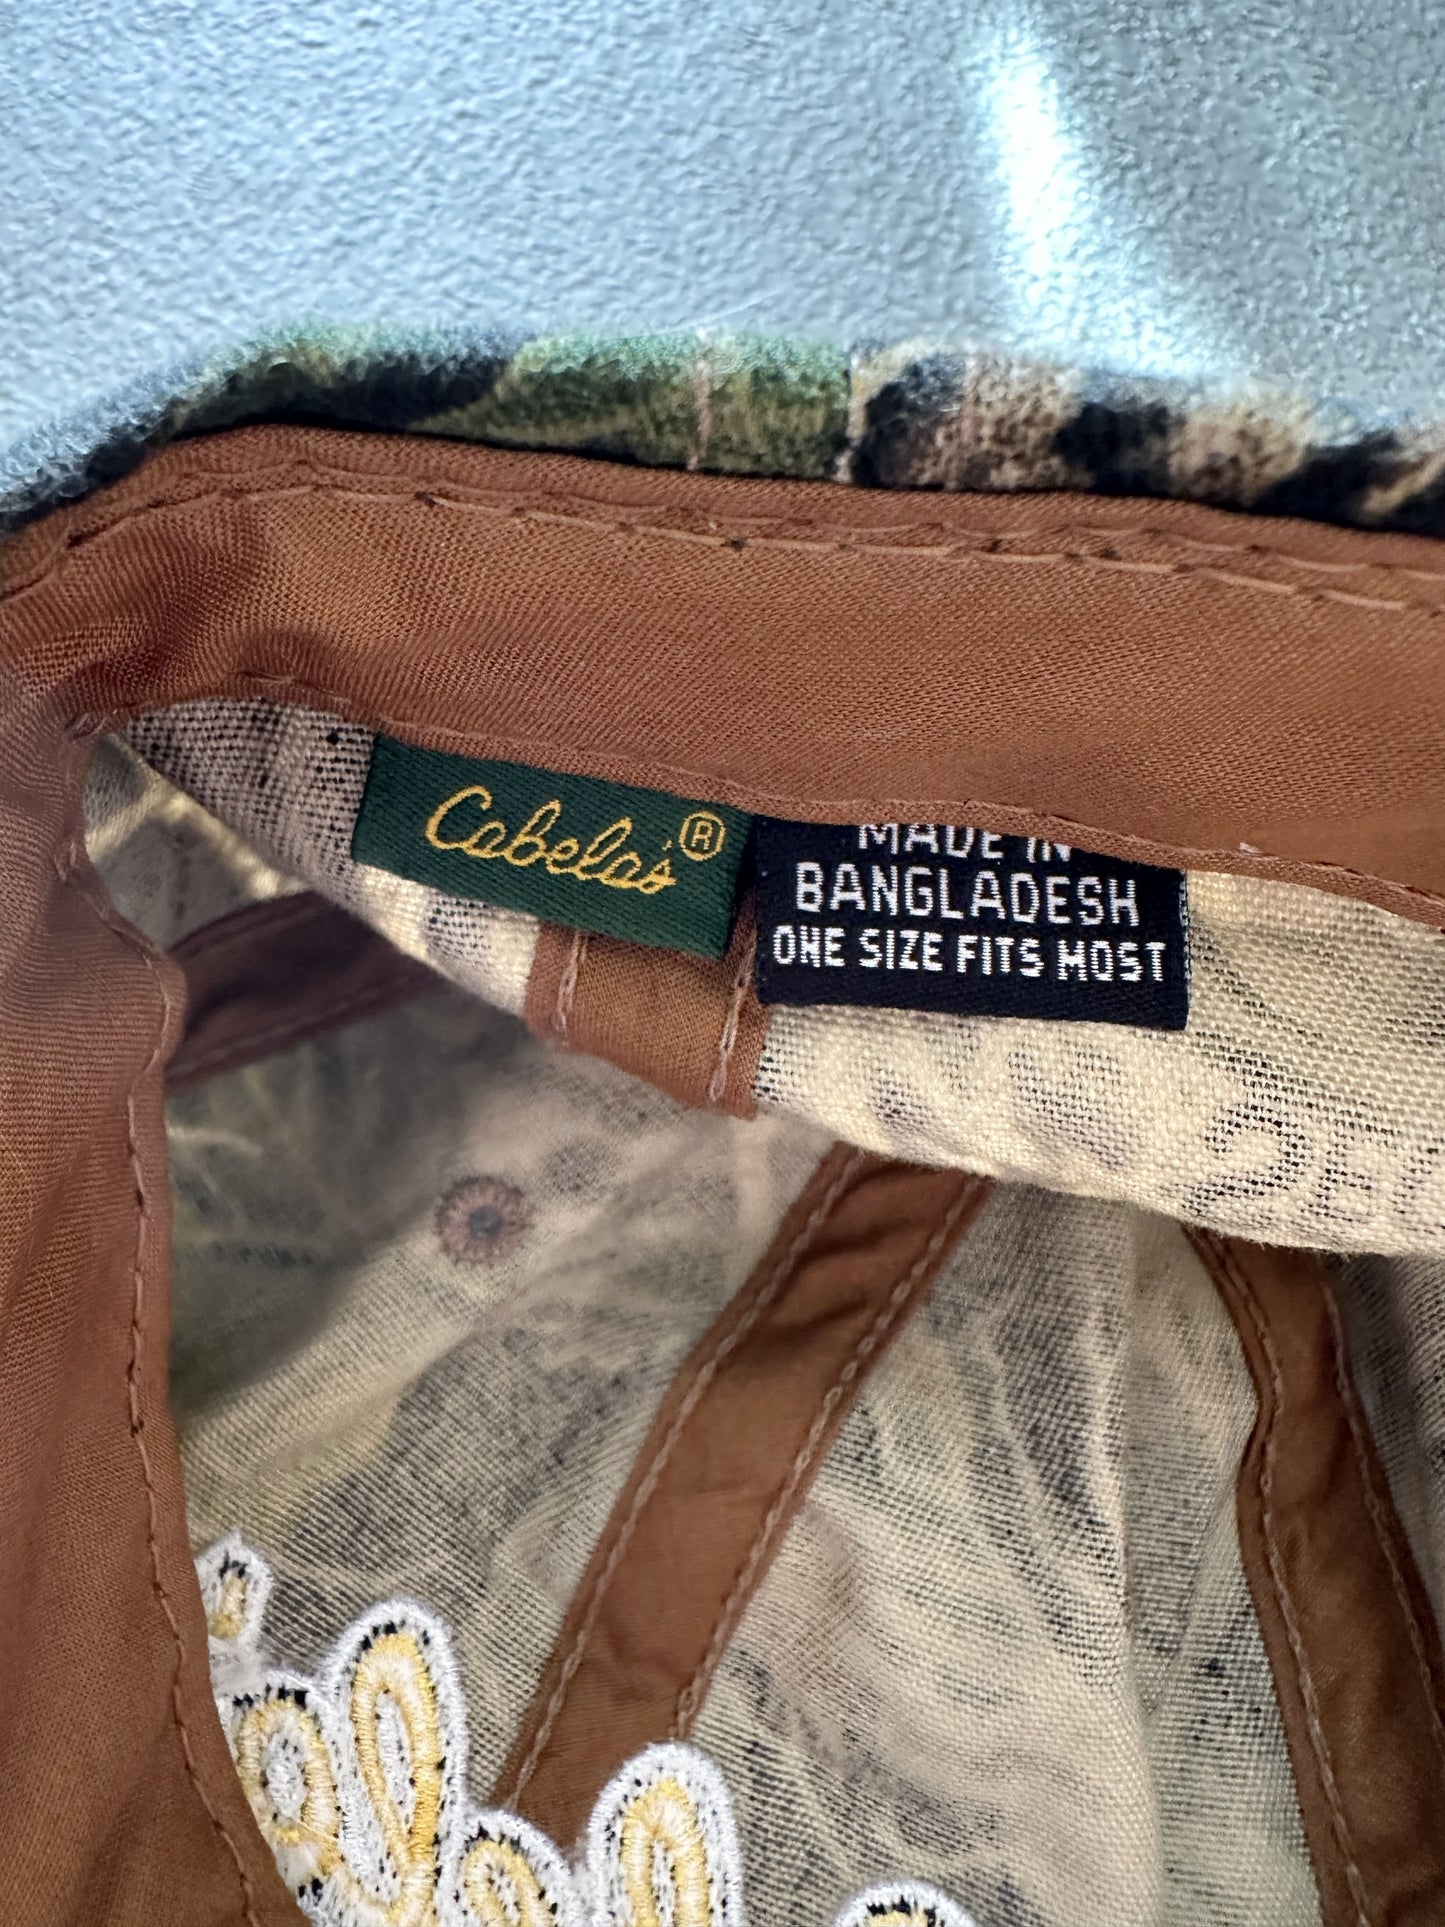 Cabela's®
MADE IN
BANGLADESH
ONE SIZE FITS MOST